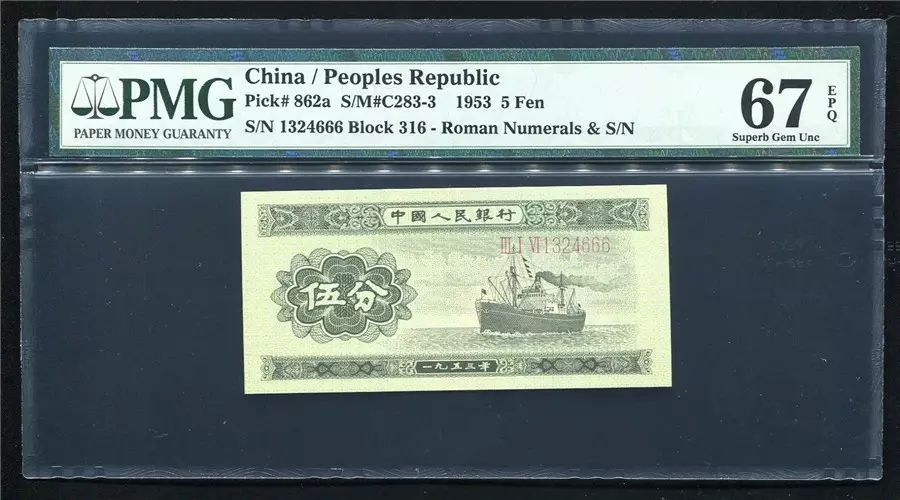 PMG
PAPER MONEY GUARANTY
China / Peoples Republic
Pick# 862a S/M#C283-3 1953 5 Fen
S/N 1324666 Block 316 - Roman Numerals & S/N
67
EPQ
Superb Gem Unc
中國人民銀行
III I VI 1324666
伍分
一九五三年